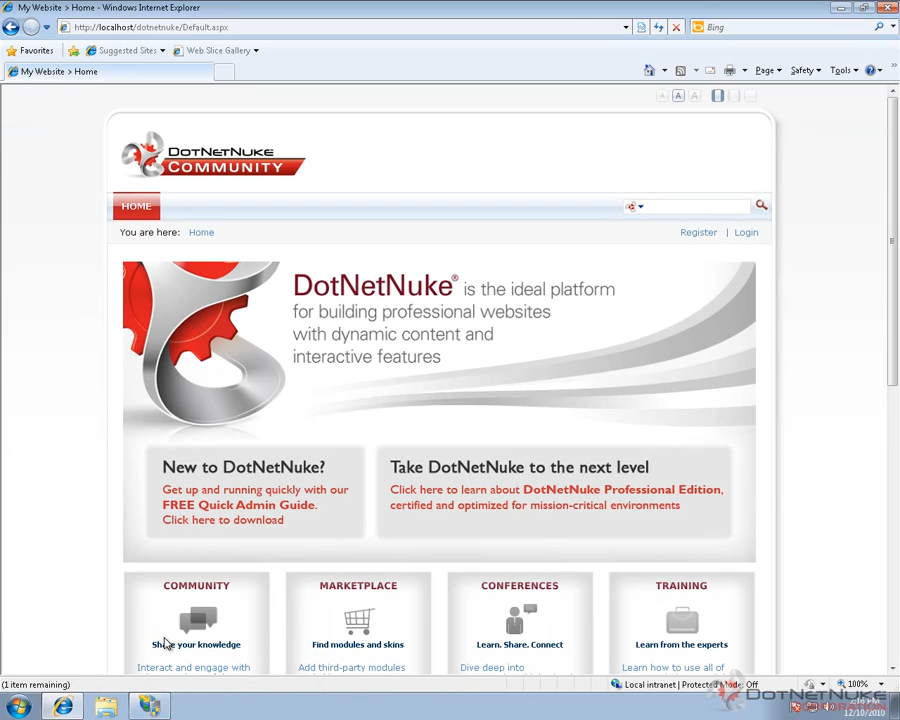 My Website > Home - Windows Internet Explorer
http://localhost/dotnetnuke/Default.aspx
Bing
Favorites
Suggested Sites
Web Slice Gallery
My Website > Home
Page
Safety
Tools
A A A
DOTNETNUKE
COMMUNITY
HOME
You are here: Home
Register | Login
DotNetNuke® is the ideal platform
for building professional websites
with dynamic content and
interactive features
New to DotNetNuke?
Get up and running quickly with our
FREE Quick Admin Guide.
Click here to download
Take DotNetNuke to the next level
Click here to learn about DotNetNuke Professional Edition,
certified and optimized for mission-critical environments
COMMUNITY
Share your knowledge
Interact and engage with
MARKETPLACE
Find modules and skins
Add third-party modules
CONFERENCES
Learn. Share. Connect
Dive deep into
TRAINING
Learn from the experts
Learn how to use all of
(1 item remaining)
Local intranet | Protected Mode: Off
100%
DOTNETNUKE
CORPORATION
12/10/2010